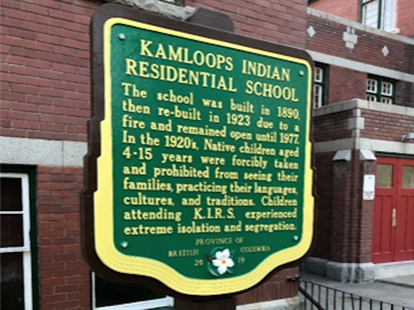 KAMLOOPS INDIAN
RESIDENTIAL SCHOOL
The school was built in 1890,
then re-built in 1923 due to a
fire and remained open until 1977.
In the 1920's, Native children aged
4-15 years were forcibly taken
and prohibited from seeing their
families, practicing their languages,
cultures, and traditions. Children
attending K.I.R.S. experienced
extreme isolation and segregation.
PROVINCE OF
BRITISH COLUMBIA
2019